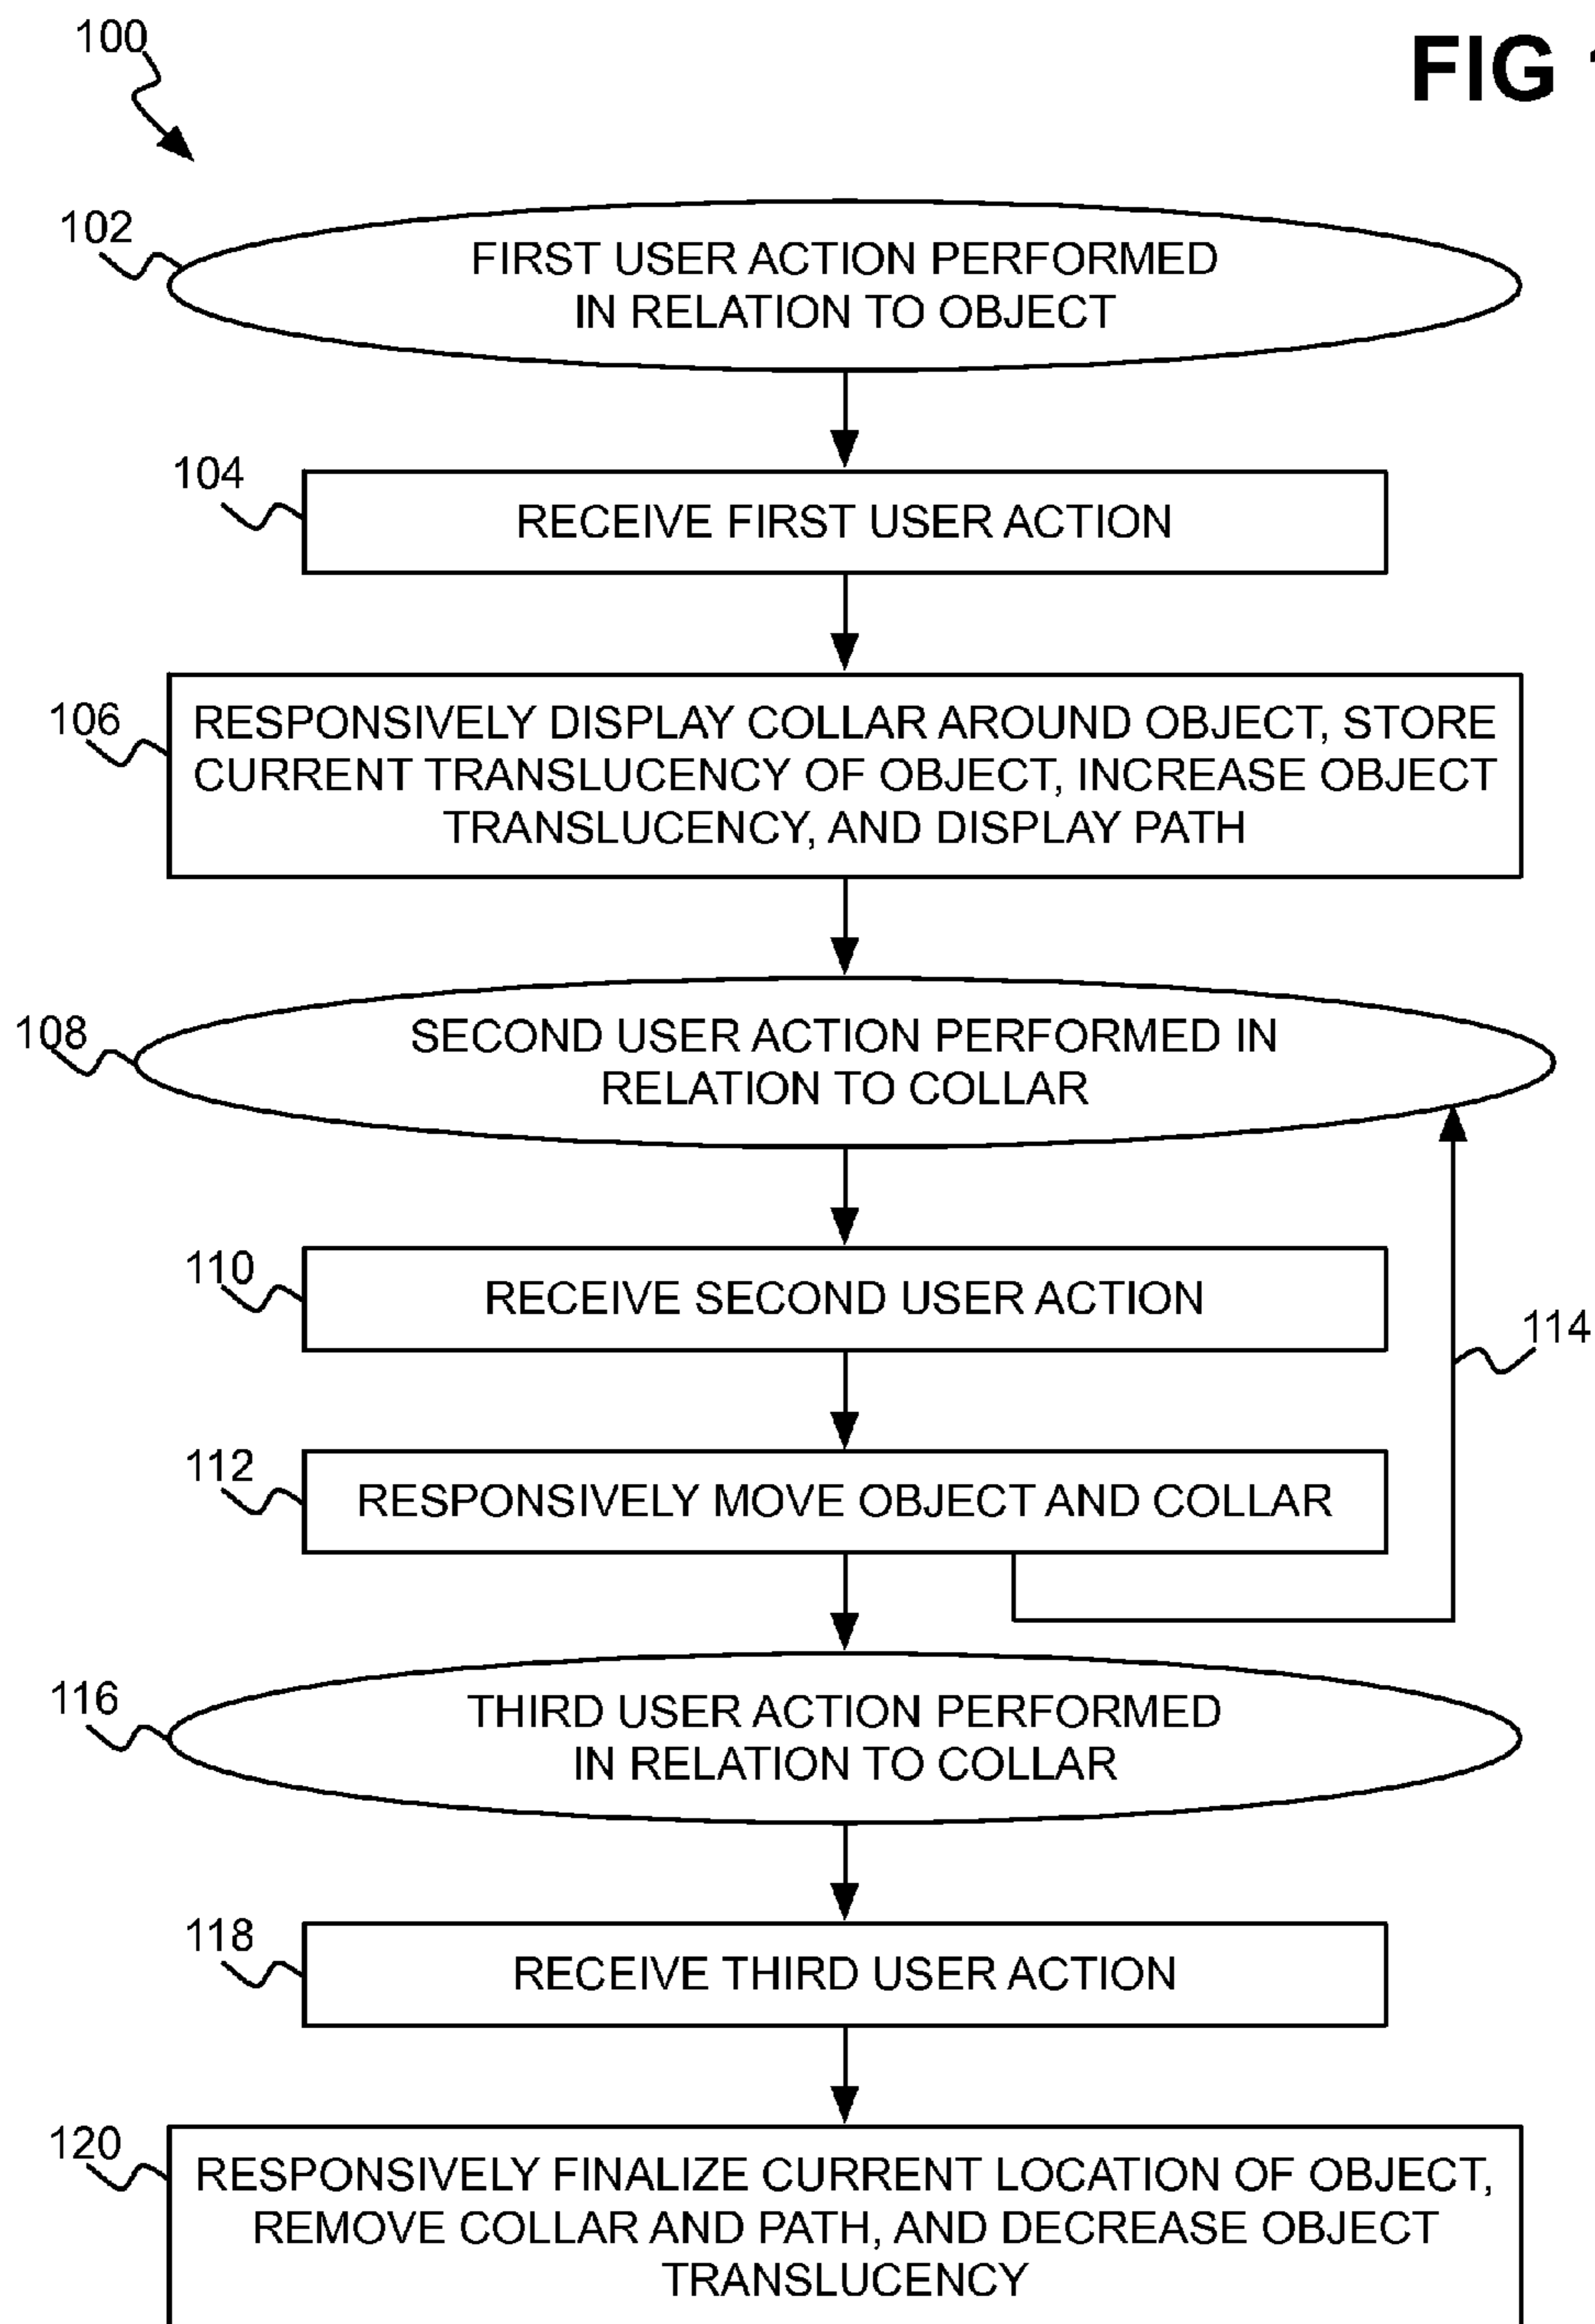 100
FIG
102
FIRST USER ACTION PERFORMED
IN RELATION TO OBJECT
104
RECEIVE FIRST USER ACTION
106
RESPONSIVELY DISPLAY COLLAR AROUND OBJECT, STORE
CURRENT TRANSLUCENCY OF OBJECT, INCREASE OBJECT
TRANSLUCENCY, AND DISPLAY PATH
108
SECOND USER ACTION PERFORMED IN
RELATION TO COLLAR
110
RECEIVE SECOND USER ACTION
114
112
RESPONSIVELY MOVE OBJECT AND COLLAR
116
THIRD USER ACTION PERFORMED
IN RELATION TO COLLAR
118
RECEIVE THIRD USER ACTION
120
RESPONSIVELY FINALIZE CURRENT LOCATION OF OBJECT,
REMOVE COLLAR AND PATH, AND DECREASE OBJECT
TRANSLUCENCY